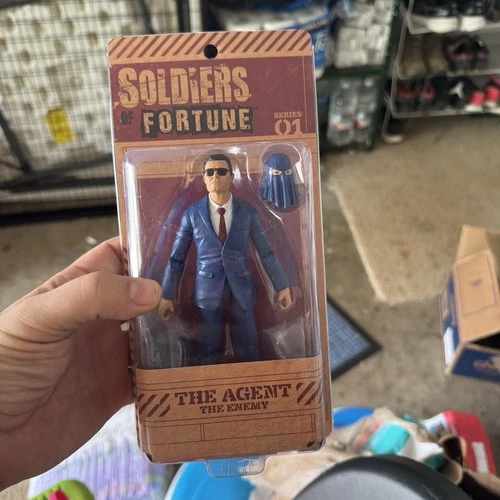 SOLDIERS
OF FORTUNE
SERIES
01
THE AGENT
THE ENEMY